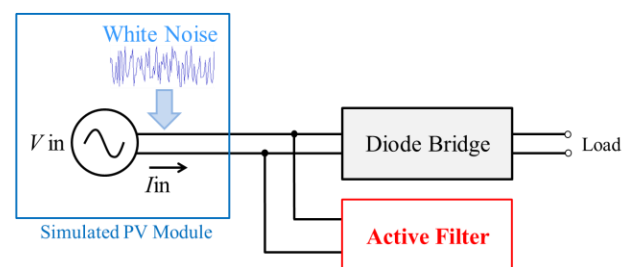 White Noise
V in
Iin
Diode Bridge
Load
Simulated PV Module
Active Filter